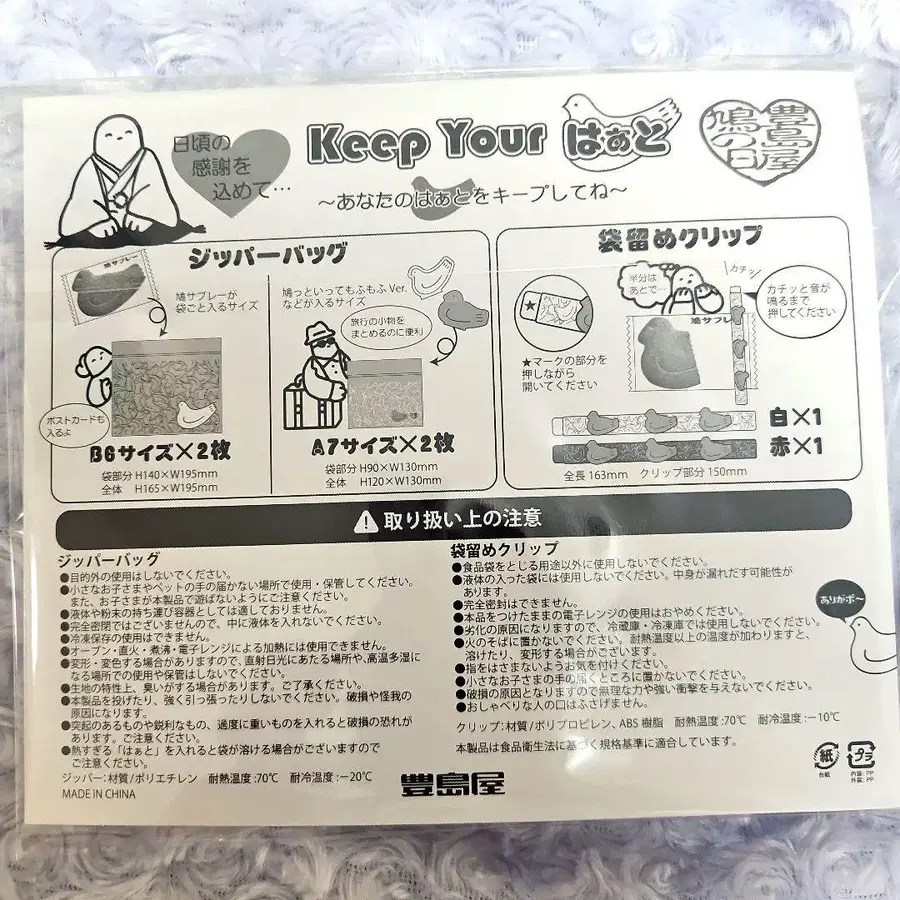 日頃の
感謝を
込めて…
Keep Your はぁと
～あなたのはぁとをキープしてね～
豊島屋
鳩の日
ジッパーバッグ
鳩サブレー
鳩サブレーが
袋ごと入るサイズ
ポストカードも
入るよ
B6サイズ×2枚
袋部分 H140×W195mm
全体 H165×W195mm
鳩っといってもふもふ Ver.
などが入るサイズ
旅行の小物を
まとめるのに便利
A7サイズ×2枚
袋部分 H90×W130mm
全体 H120×W130mm
袋留めクリップ
★
★マークの部分を
押しながら
開いてください
半分は
あとで…
鳩サブレー
カチッ
カチッと音が
鳴るまで
押してください
白×1
赤×1
全長 163mm クリップ部分 150mm
取り扱い上の注意
ジッパーバッグ
●目的外の使用はしないでください。
●小さなお子さまやペットの手の届かない場所で使用・保管してください。
また、お子さまが本製品で遊ばないようにご注意ください。
●液体や粉末の持ち運び容器としては適しておりません。
●完全密閉ではございませんので、中に液体を入れないでください。
●冷凍保存の使用はできません。
●オーブン・直火・煮沸・電子レンジによる加熱には使用できません。
●変形・変色する場合がありますので、直射日光にあたる場所や、高温多湿に
なる場所での使用や保管はしないでください。
●生地の特性上、臭いがする場合があります。ご了承ください。
●本製品を投げたり、強く引っ張ったりしないでください。破損や怪我の
原因になります。
●突起のあるものや鋭利なもの、過度に重いものを入れると破損の恐れが
あります。ご注意ください。
●熱すぎる「はぁと」を入れると袋が溶ける場合がございますので
ご注意ください。
ジッパー：材質/ポリエチレン 耐熱温度：70℃ 耐冷温度：－20℃
MADE IN CHINA
袋留めクリップ
●食品袋をとじる用途以外に使用しないでください。
●液体の入った袋には使用しないでください。中身が漏れだす可能性が
あります。
●完全密封はできません。
●本品をつけたままの電子レンジの使用はおやめください。
●劣化の原因になりますので、冷蔵庫・冷凍庫では使用しないでください。
●火のそばに置かないでください。耐熱温度以上の温度が加わりますと、
溶けたり、変形する場合がございます。
●指をはさまないようお気を付けください。
●小さなお子さまの手の届くところに置かないでください。
●破損の原因となりますので無理な力や強い衝撃を与えないでください。
●おしゃべりな人の口はふさげません。
クリップ：材質/ポリプロピレン、ABS 樹脂 耐熱温度：70℃ 耐冷温度：－10℃
本製品は食品衛生法に基づく規格基準に適合しています。
ありがポ～
豊島屋
紙
台紙
プラ
内装：PP
外装：PP